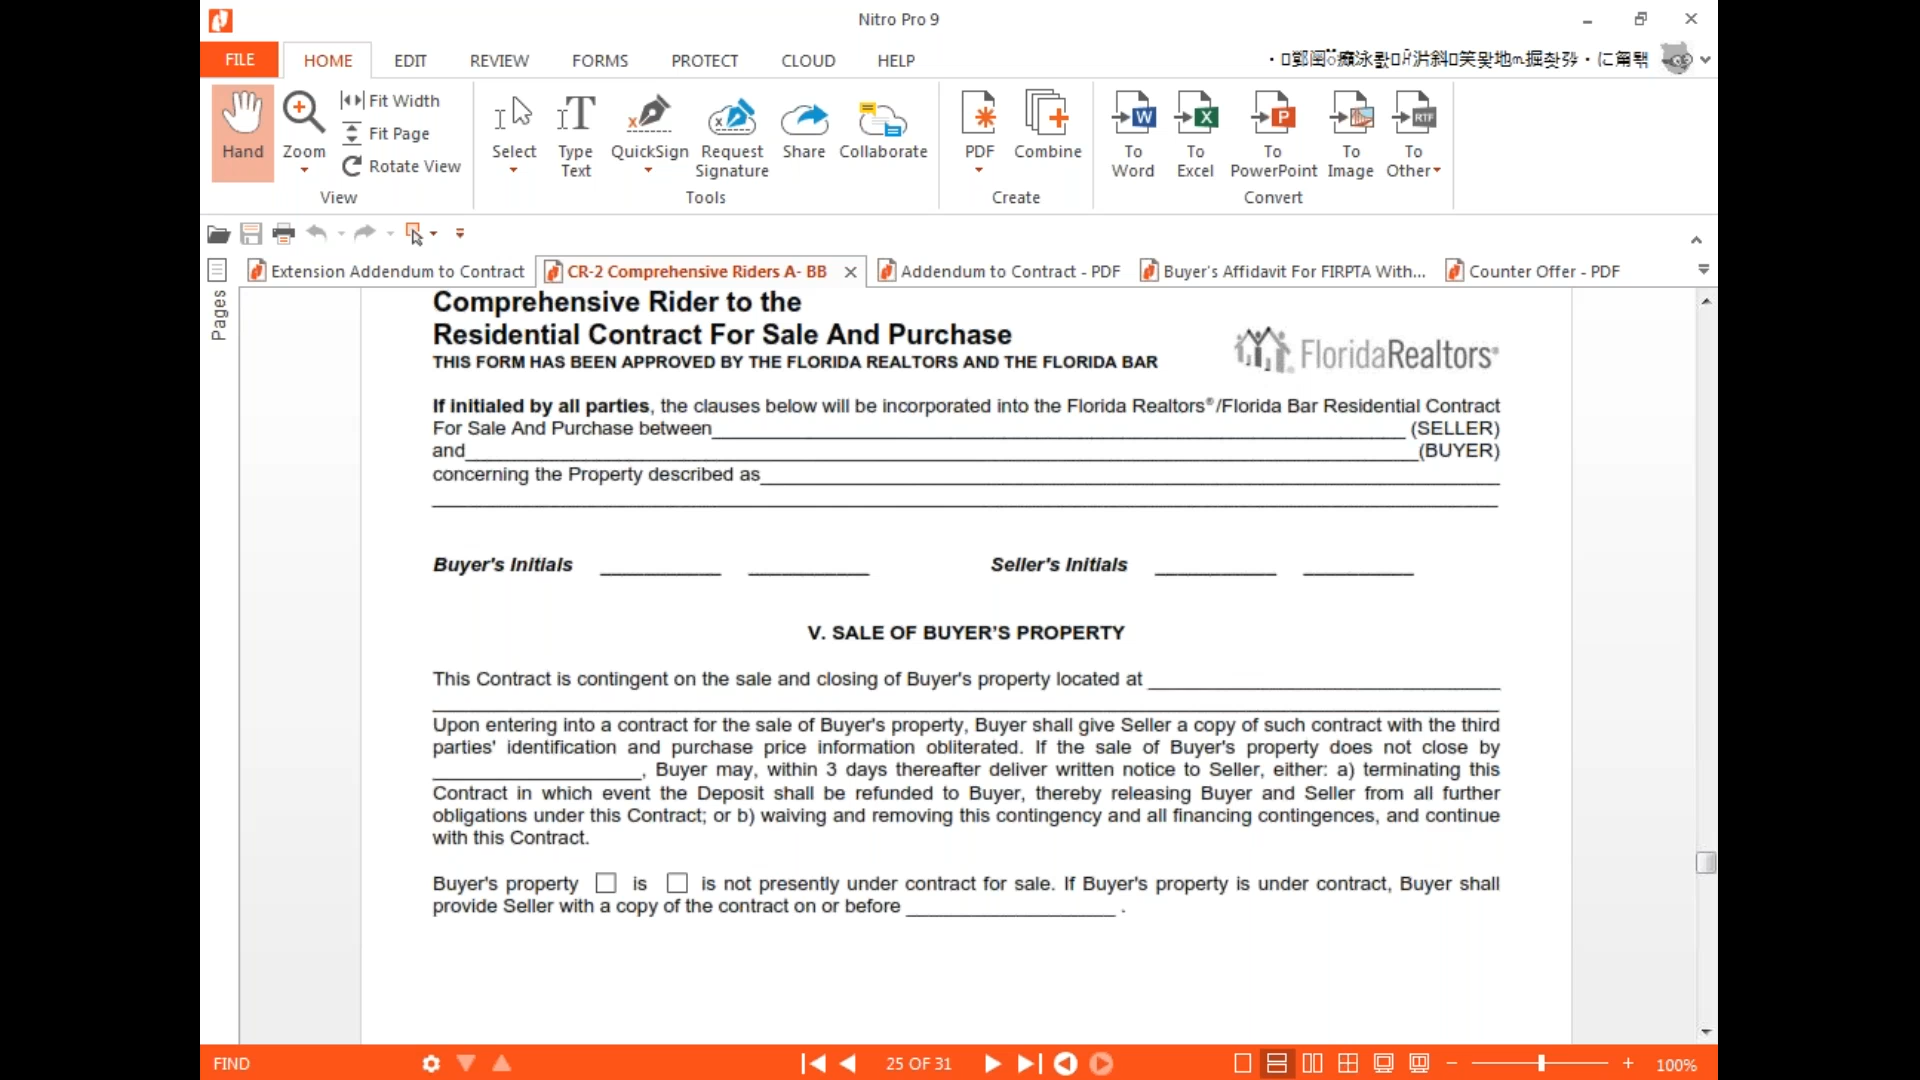 Nitro Pro 9
FILE HOME EDIT REVIEW FORMS PROTECT CLOUD HELP
Hand
Zoom
Fit Width
Fit Page
Rotate View
View
Select
Type Text
QuickSign
Request Signature
Share
Collaborate
Tools
PDF
Combine
Create
To Word
To Excel
To PowerPoint
To Image
To Other
Convert
Pages
Extension Addendum to Contract
CR-2 Comprehensive Riders A- BB
Addendum to Contract - PDF
Buyer's Affidavit For FIRPTA With...
Counter Offer - PDF
Comprehensive Rider to the
Residential Contract For Sale And Purchase
THIS FORM HAS BEEN APPROVED BY THE FLORIDA REALTORS AND THE FLORIDA BAR
FloridaRealtors®
If initialed by all parties, the clauses below will be incorporated into the Florida Realtors®/Florida Bar Residential Contract
For Sale And Purchase between (SELLER)
and (BUYER)
concerning the Property described as
Buyer's Initials Seller's Initials
V. SALE OF BUYER'S PROPERTY
This Contract is contingent on the sale and closing of Buyer's property located at
Upon entering into a contract for the sale of Buyer's property, Buyer shall give Seller a copy of such contract with the third
parties' identification and purchase price information obliterated. If the sale of Buyer's property does not close by
, Buyer may, within 3 days thereafter deliver written notice to Seller, either: a) terminating this
Contract in which event the Deposit shall be refunded to Buyer, thereby releasing Buyer and Seller from all further
obligations under this Contract; or b) waiving and removing this contingency and all financing contingences, and continue
with this Contract.
Buyer's property is is not presently under contract for sale. If Buyer's property is under contract, Buyer shall
provide Seller with a copy of the contract on or before .
FIND
25 OF 31
100%